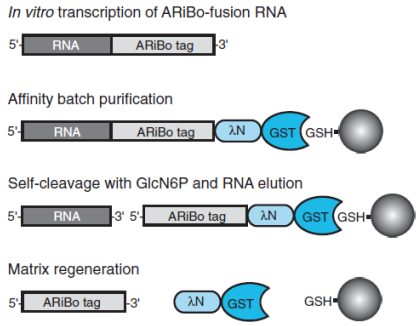 In vitro transcription of ARiBo-fusion RNA
5'- RNA ARiBo tag -3'
Affinity batch purification
5'- RNA ARiBo tag λN GST GSH
Self-cleavage with GlcN6P and RNA elution
5'- RNA -3' 5'- ARiBo tag λN GST GSH
Matrix regeneration
5'- ARiBo tag -3' λN GST GSH